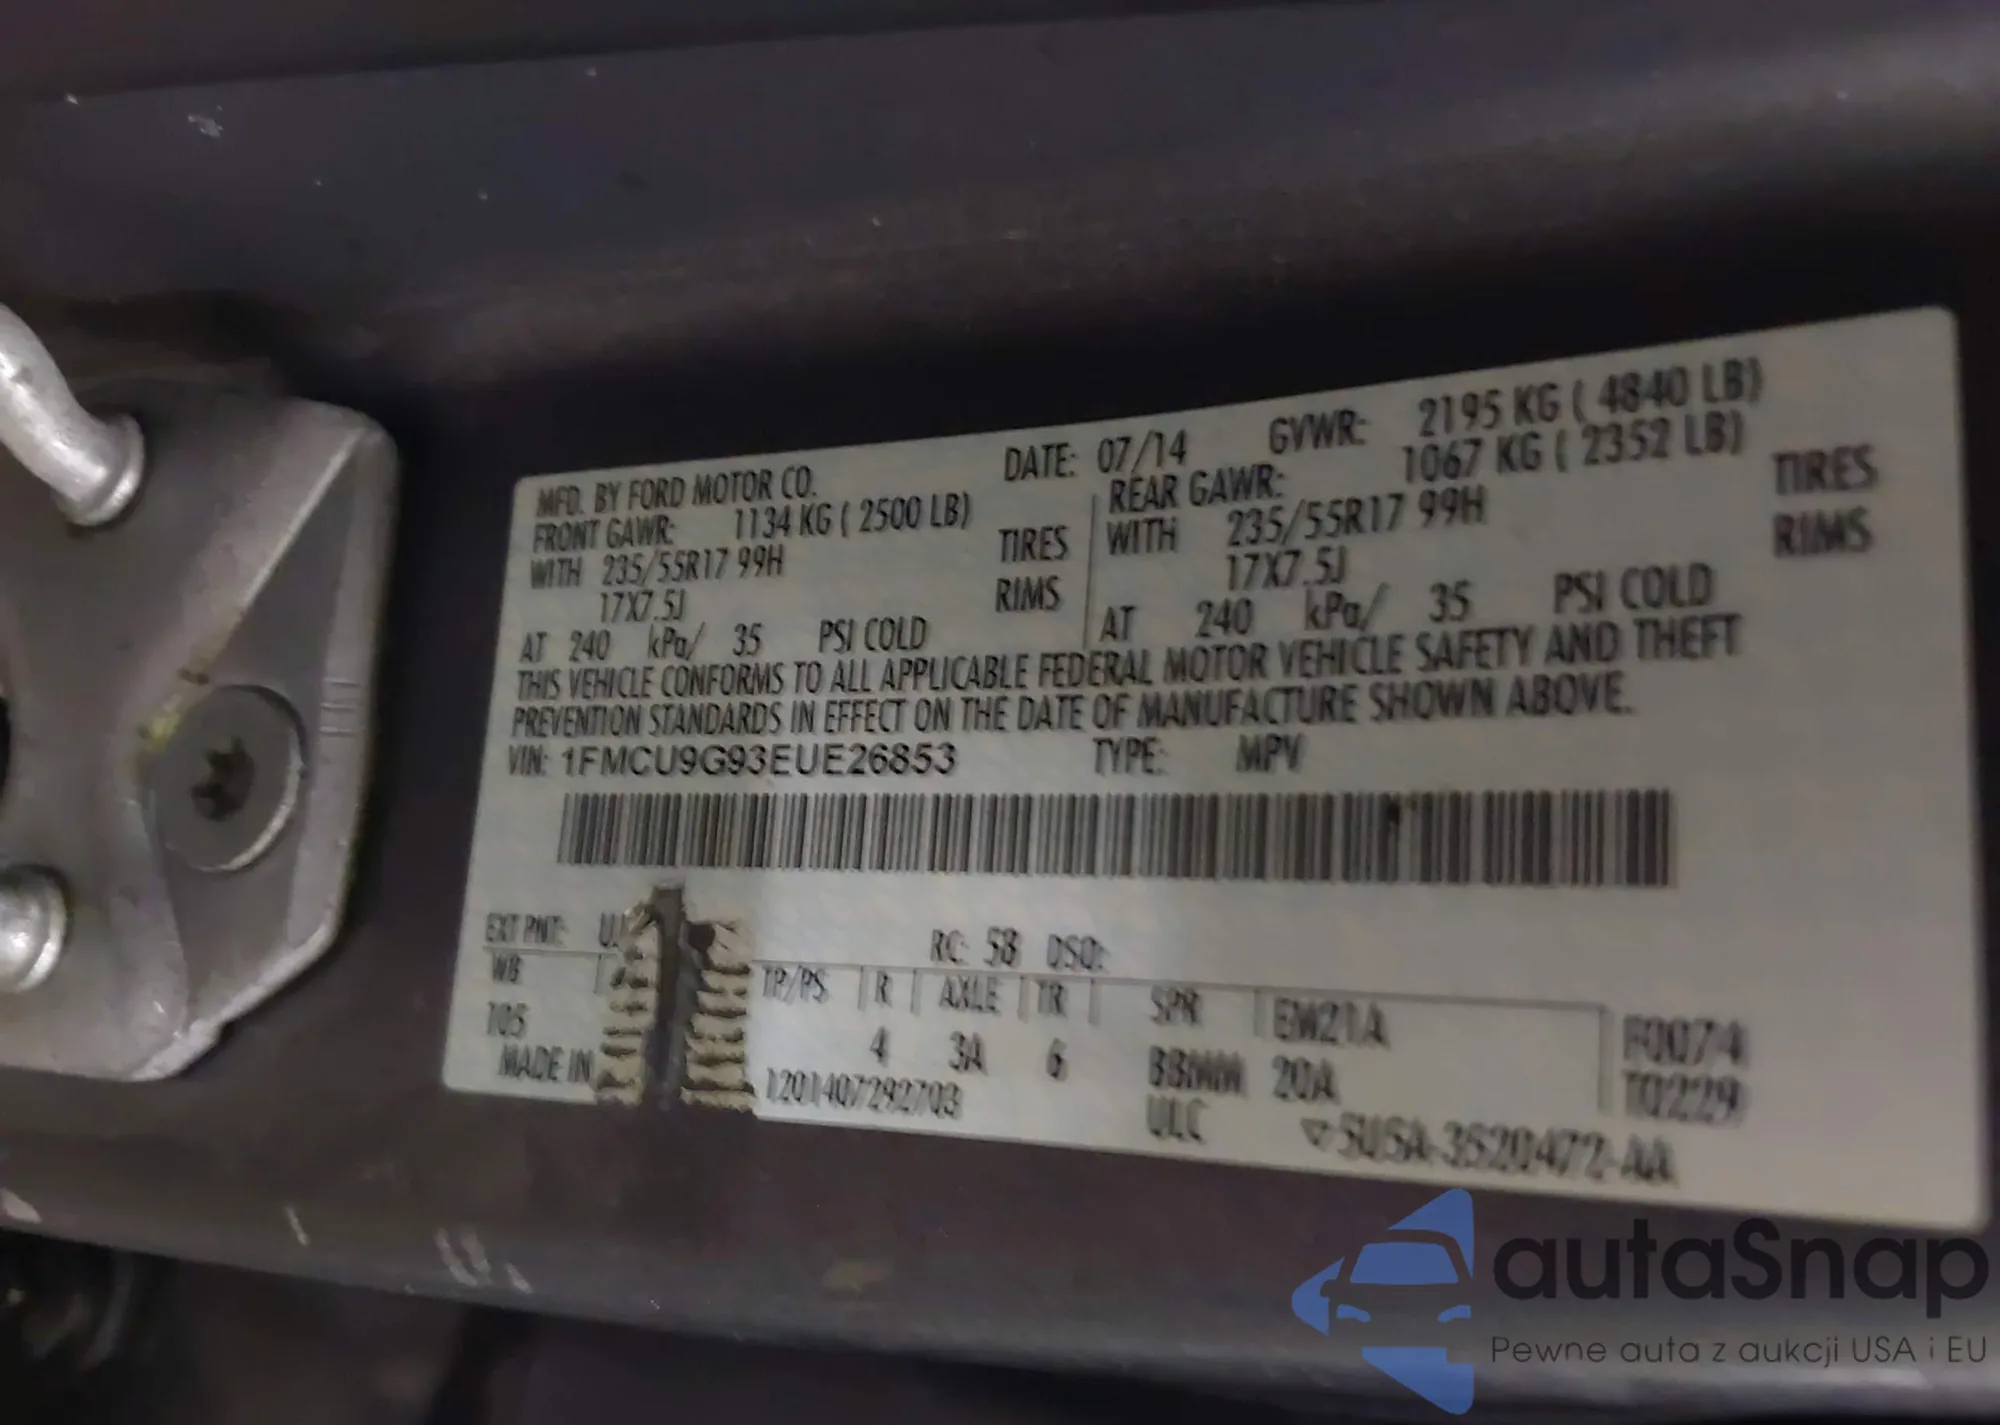 MFD. BY FORD MOTOR CO. DATE: 07/14 GVWR: 2195 KG ( 4840 LB)
FRONT GAWR: 1134 KG ( 2500 LB) REAR GAWR: 1067 KG ( 2352 LB)
WITH 235/55R17 99H TIRES WITH 235/55R17 99H TIRES
17X7.5J RIMS 17X7.5J RIMS
AT 240 kPa/ 35 PSI COLD AT 240 kPa/ 35 PSI COLD
THIS VEHICLE CONFORMS TO ALL APPLICABLE FEDERAL MOTOR VEHICLE SAFETY AND THEFT
PREVENTION STANDARDS IN EFFECT ON THE DATE OF MANUFACTURE SHOWN ABOVE.
VIN: 1FMCU9G93EUE26853 TYPE: MPV
EXT PNT: RC: 58 DSO:
WB TP/PS R AXLE TR SPR EM21A F0074
105 4 3A 6 BBMM 20A T0229
MADE IN 1201407292703 ULC 5U5A-3520472-AA
autaSnap
Pewne auta z aukcji USA i EU